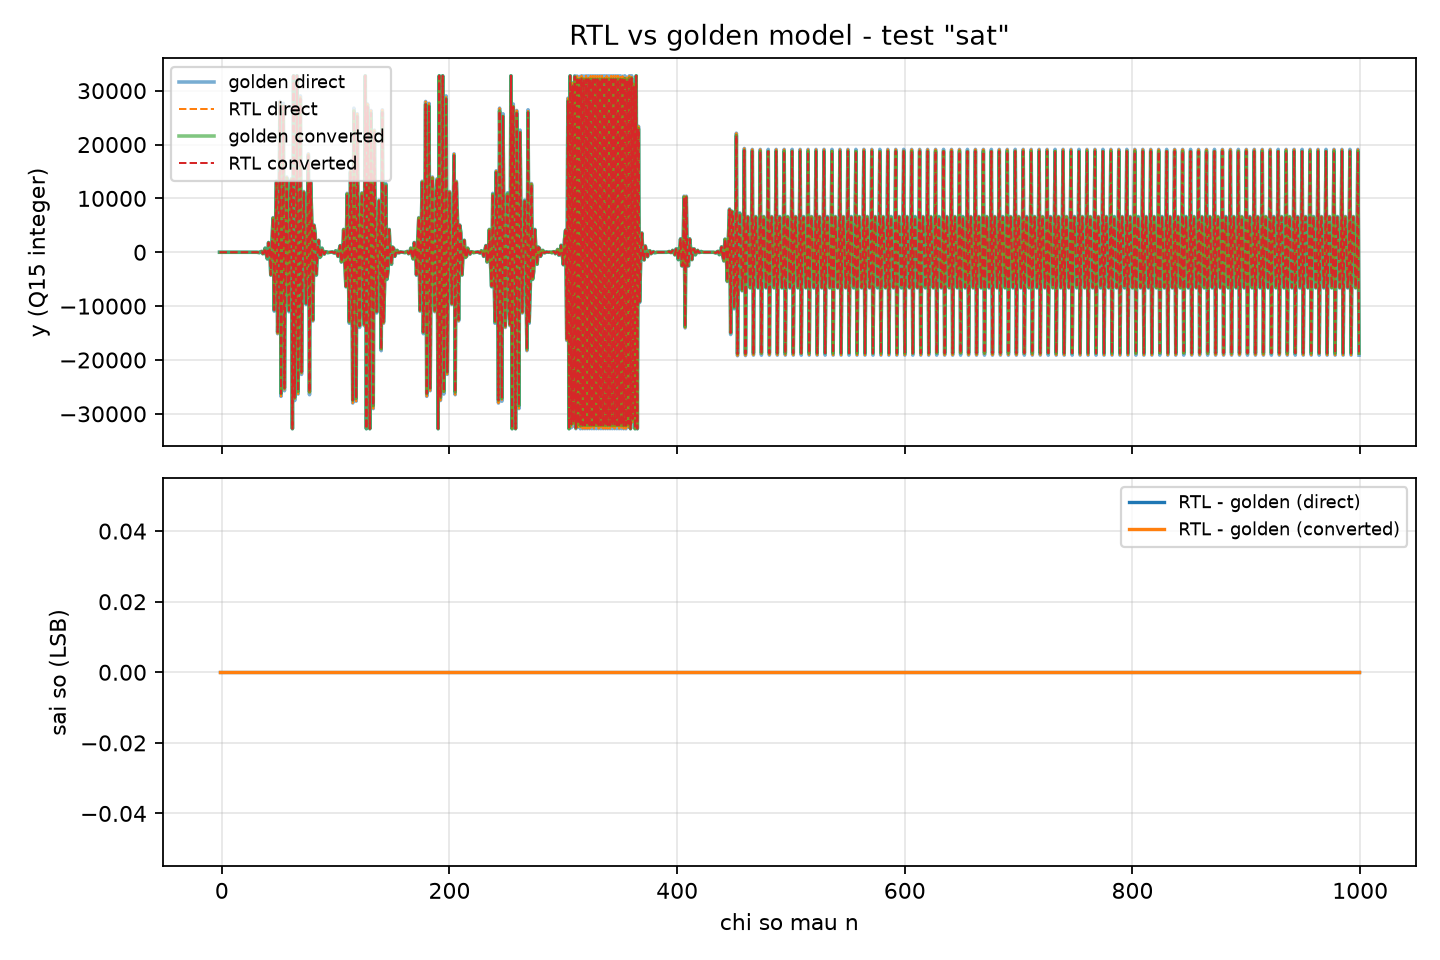 RTL vs golden model - test "sat"
golden direct
RTL direct
golden converted
RTL converted
y (Q15 integer)
30000
20000
10000
0
−10000
−20000
−30000
RTL - golden (direct)
RTL - golden (converted)
sai so (LSB)
0.04
0.02
0.00
−0.02
−0.04
0 200 400 600 800 1000
chi so mau n